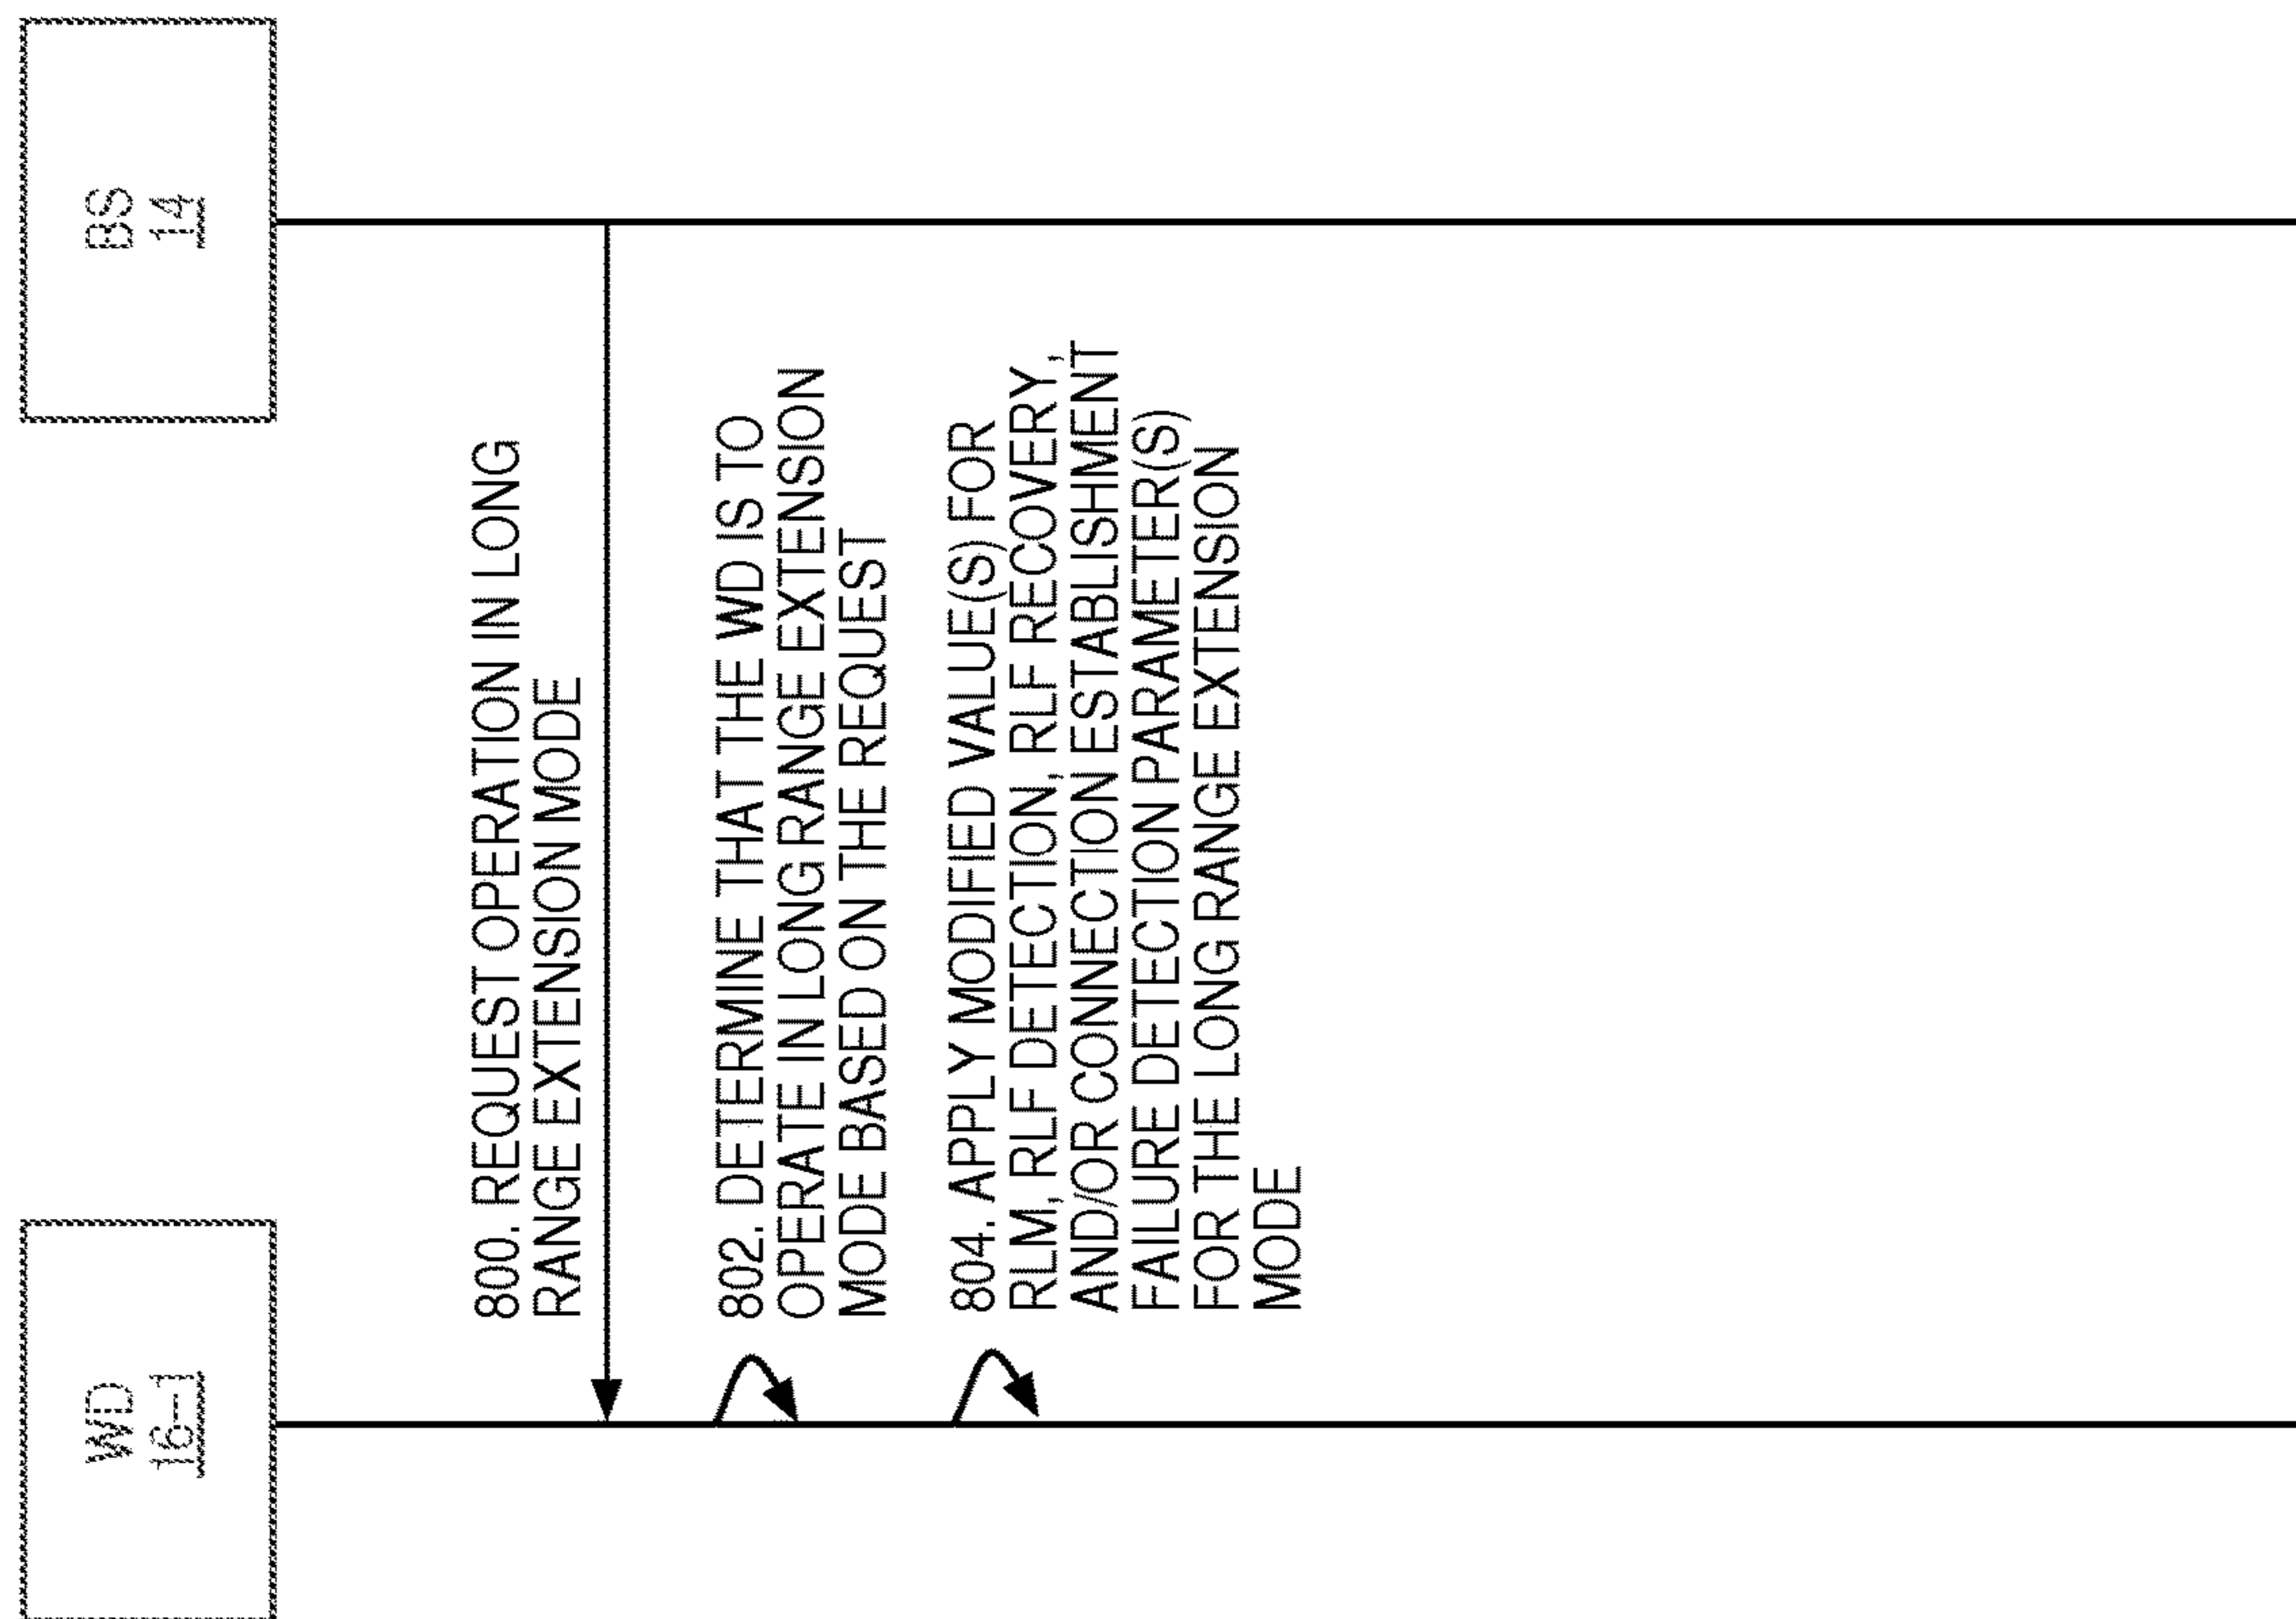 WD
16-1
BS
14
800. REQUEST OPERATION IN LONG
RANGE EXTENSION MODE
802. DETERMINE THAT THE WD IS TO
OPERATE IN LONG RANGE EXTENSION
MODE BASED ON THE REQUEST
804. APPLY MODIFIED VALUE(S) FOR
RLM, RLF DETECTION, RLF RECOVERY,
AND/OR CONNECTION ESTABLISHMENT
FAILURE DETECTION PARAMETER(S)
FOR THE LONG RANGE EXTENSION
MODE